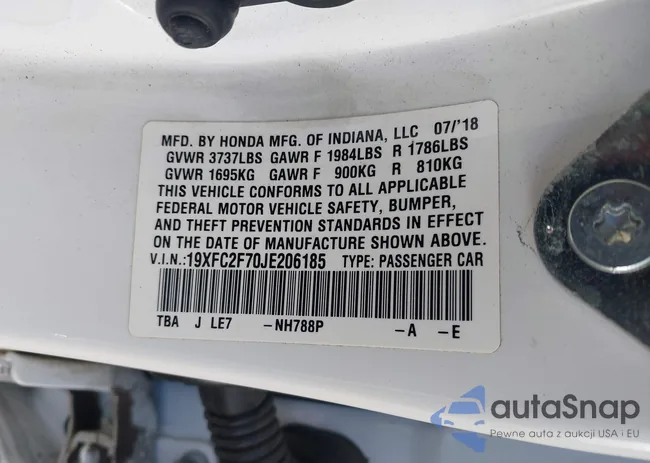 MFD. BY HONDA MFG. OF INDIANA, LLC 07/'18
GVWR 3737LBS GAWR F 1984LBS R 1786LBS
GVWR 1695KG GAWR F 900KG R 810KG
THIS VEHICLE CONFORMS TO ALL APPLICABLE
FEDERAL MOTOR VEHICLE SAFETY, BUMPER,
AND THEFT PREVENTION STANDARDS IN EFFECT
ON THE DATE OF MANUFACTURE SHOWN ABOVE.
V.I.N.:19XFC2F70JE206185 TYPE: PASSENGER CAR
TBA J LE7 -NH788P -A -E
autoSnap
Pewne auta z aukcji USA i EU